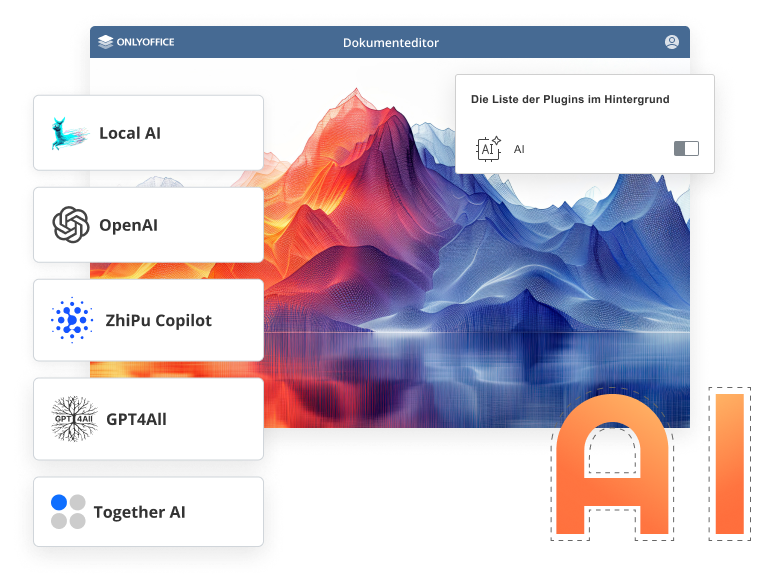 ONLYOFFICE
Dokumenteditor
Die Liste der Plugins im Hintergrund
AI
AI
Local AI
OpenAI
ZhiPu Copilot
GPT4All
GPT4All
Together AI
AI